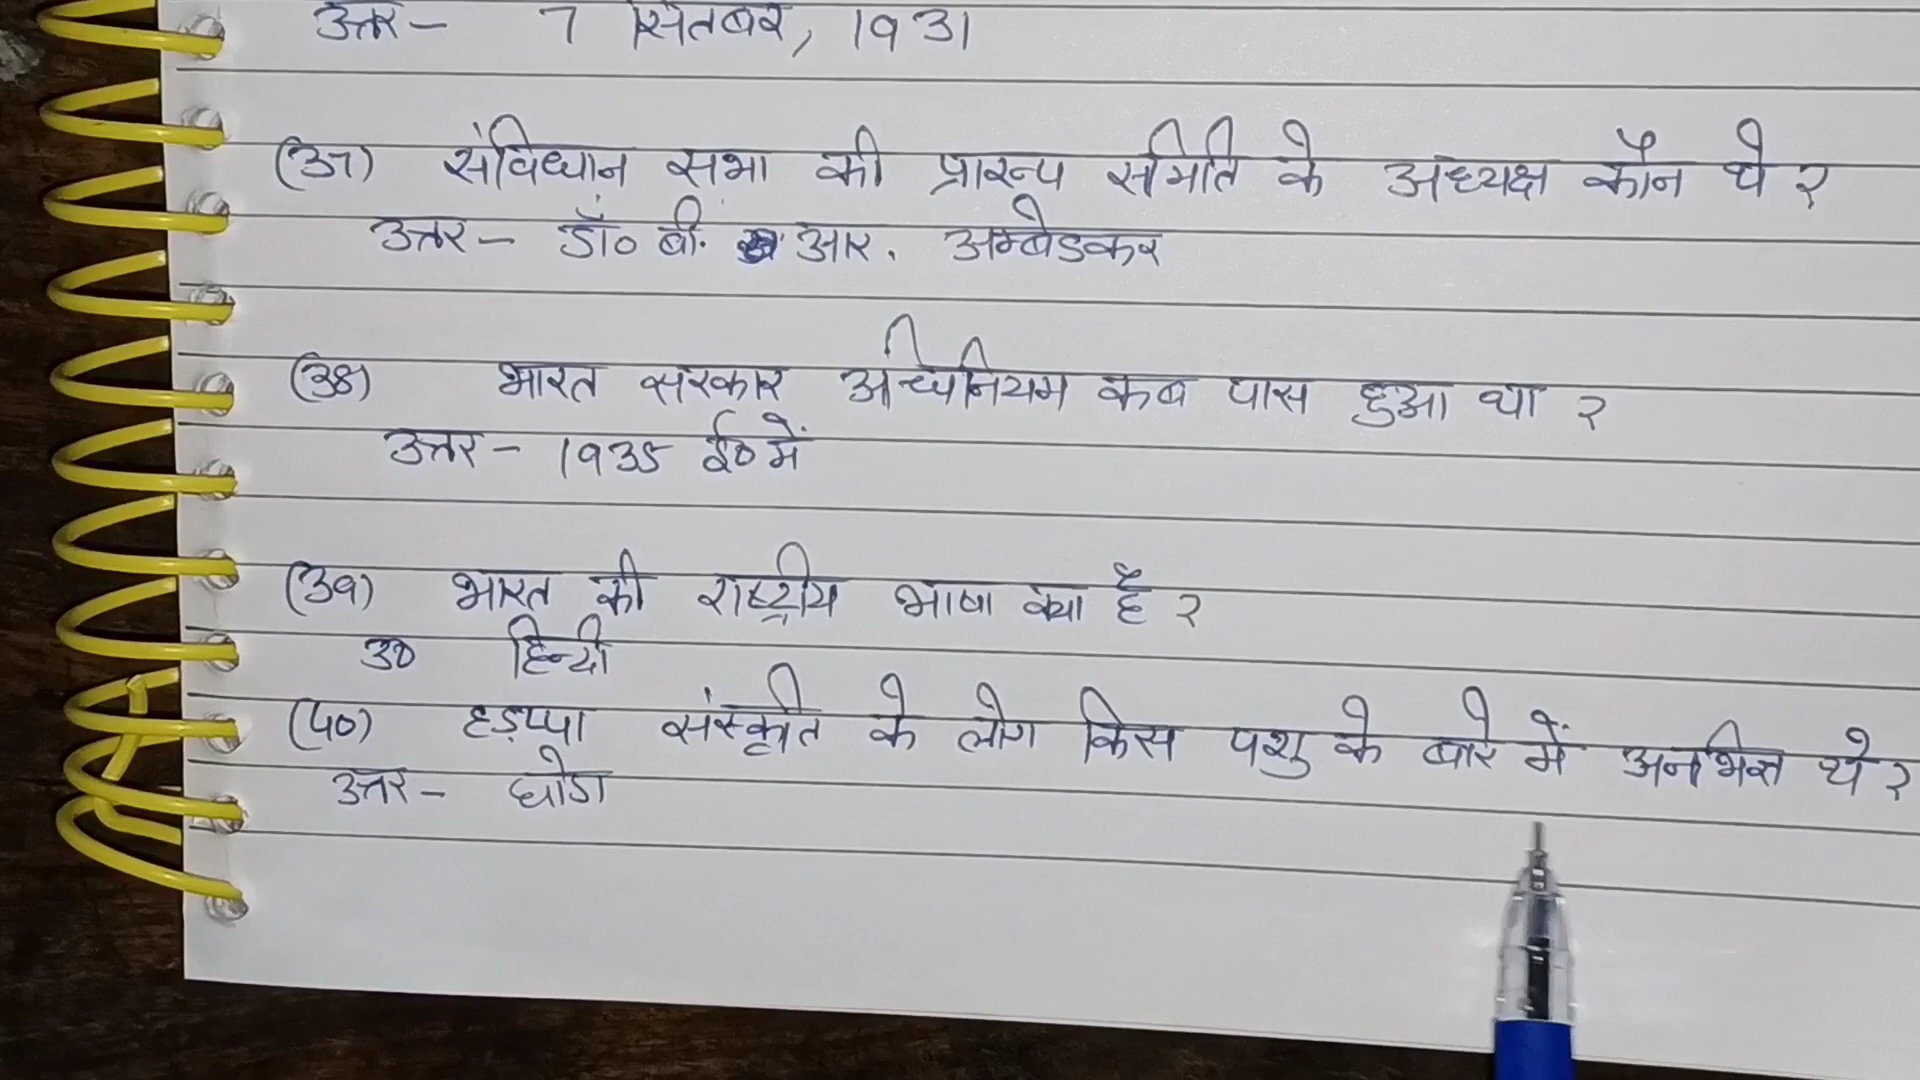 उत्तर- 7 सितंबर, 1931
(37) संविधान सभा की प्रारूप समिति के अध्यक्ष कौन थे ?
उत्तर- डॉ० बी. आर. अम्बेडकर
(38) भारत सरकार अधिनियम कब पास हुआ था ?
उत्तर- 1935 ई० में
(39) भारत की राष्ट्रीय भाषा क्या है ?
उ० हिन्दी
(40) हड़प्पा संस्कृति के लोग किस पशु के बारे में अनभिज्ञ थे ?
उत्तर- घोडा